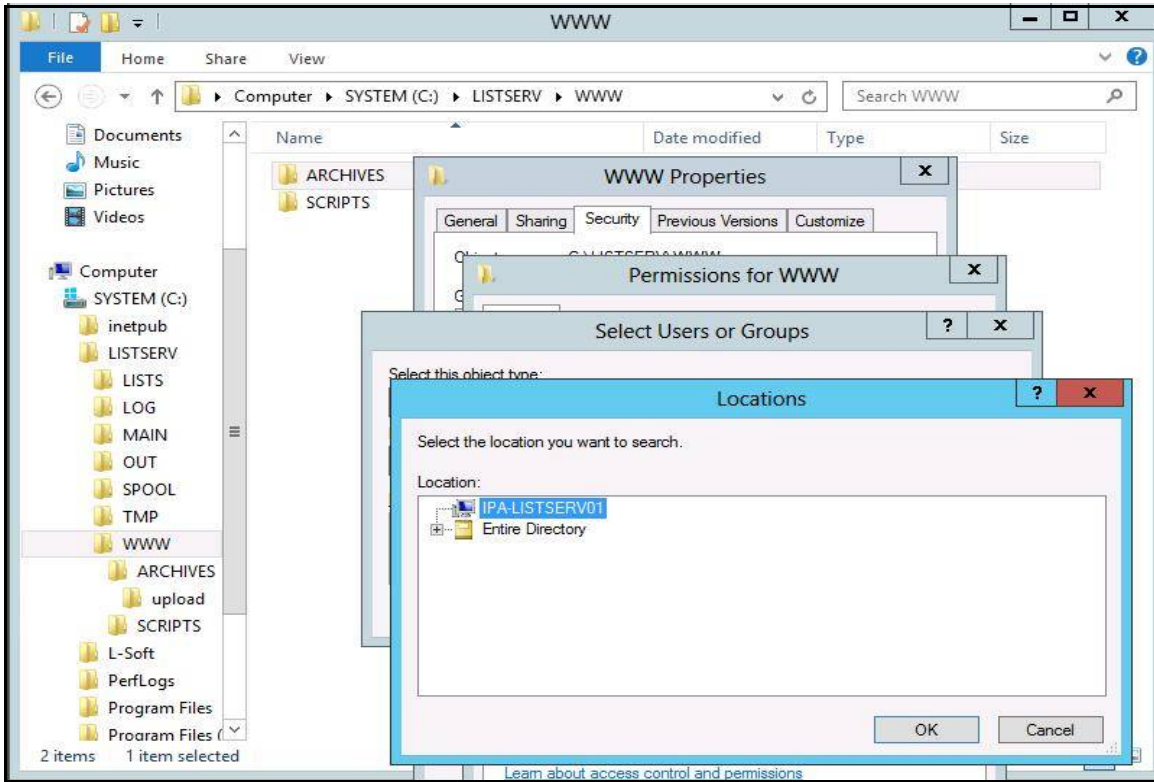 WWW
File Home Share View
Computer SYSTEM (C:) LISTSERV WWW Search WWW
Documents
Music
Pictures
Videos
Computer
SYSTEM (C:)
inetpub
LISTSERV
LISTS
LOG
MAIN
OUT
SPOOL
TMP
WWW
ARCHIVES
upload
SCRIPTS
L-Soft
PerfLogs
Program Files
Program Files (
Name Date modified Type Size
ARCHIVES
SCRIPTS
WWW Properties
General Sharing Security Previous Versions Customize
Permissions for WWW
Select Users or Groups
Select this object type:
Locations
Select the location you want to search.
Location:
IPA-LISTSERV01
Entire Directory
OK Cancel
Learn about access control and permissions
2 items 1 item selected